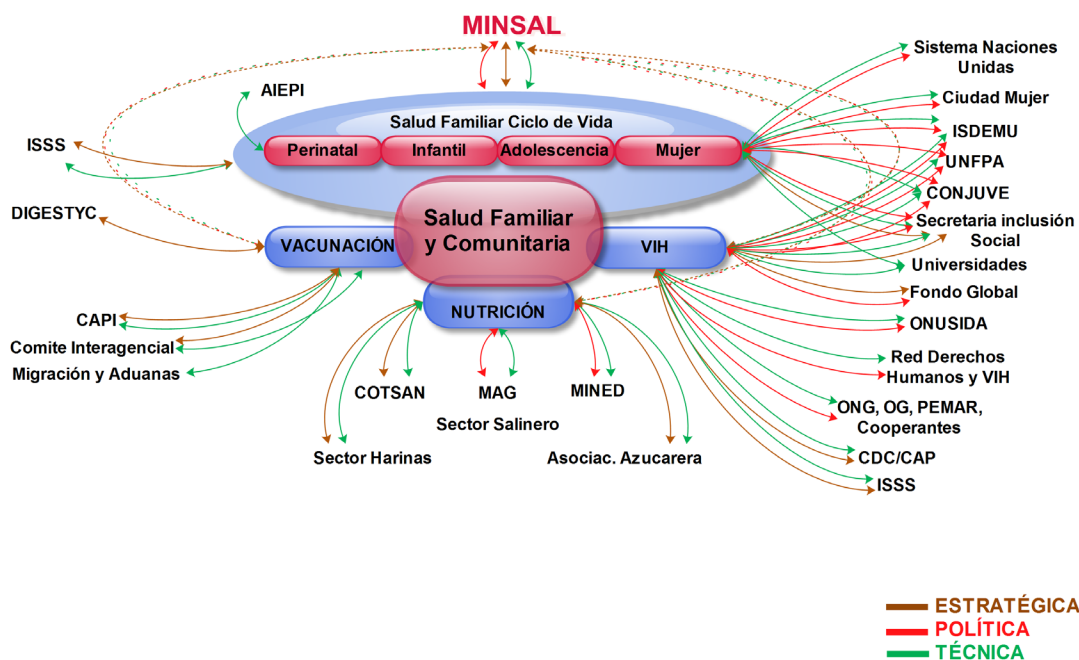 MINSAL
Sistema Naciones
Unidas
AIEPI
Ciudad Mujer
Salud Familiar Ciclo de Vida
ISDEMU
ISSS
Perinatal
Infantil
Adolescencia
Mujer
UNFPA
CONJUVE
DIGESTYC
Salud Familiar
y Comunitaria
Secretaria inclusión
Social
VACUNACIÓN
VIH
Universidades
Fondo Global
NUTRICIÓN
CAPI
ONUSIDA
Comite Interagencial
Migración y Aduanas
Red Derechos
Humanos y VIH
COTSAN
MAG
MINED
ONG, OG, PEMAR,
Cooperantes
Sector Salinero
Sector Harinas
Asociac. Azucarera
CDC/CAP
ISSS
ESTRATÉGICA
POLÍTICA
TÉCNICA